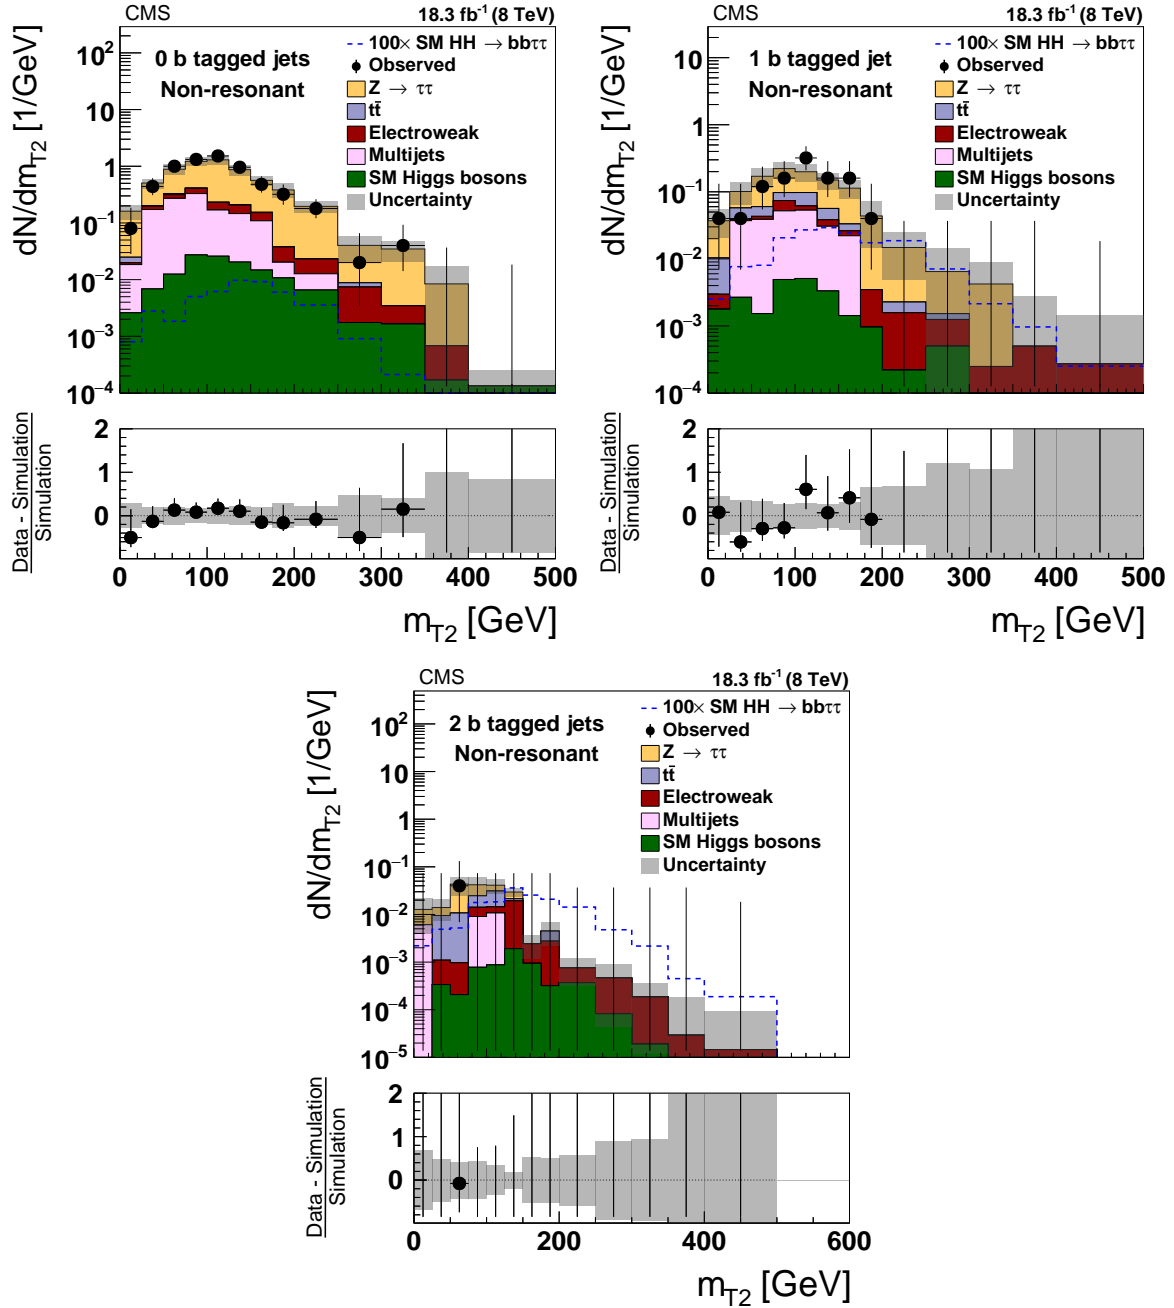 CMS 18.3 fb⁻¹ (8 TeV)
0 b tagged jets
Non-resonant
100× SM HH → bbττ
Observed
Z → ττ
tt̄
Electroweak
Multijets
SM Higgs bosons
Uncertainty
dN/dm_T2 [1/GeV]
10²
10
1
10⁻¹
10⁻²
10⁻³
10⁻⁴
Data - Simulation
Simulation
2
1
0
0 100 200 300 400 500
m_T2 [GeV]
CMS 18.3 fb⁻¹ (8 TeV)
1 b tagged jet
Non-resonant
100× SM HH → bbττ
Observed
Z → ττ
tt̄
Electroweak
Multijets
SM Higgs bosons
Uncertainty
dN/dm_T2 [1/GeV]
10
1
10⁻¹
10⁻²
10⁻³
10⁻⁴
Data - Simulation
Simulation
2
1
0
0 100 200 300 400 500
m_T2 [GeV]
CMS 18.3 fb⁻¹ (8 TeV)
2 b tagged jets
Non-resonant
100× SM HH → bbττ
Observed
Z → ττ
tt̄
Electroweak
Multijets
SM Higgs bosons
Uncertainty
dN/dm_T2 [1/GeV]
10²
10
1
10⁻¹
10⁻²
10⁻³
10⁻⁴
10⁻⁵
Data - Simulation
Simulation
2
1
0
0 200 400 600
m_T2 [GeV]